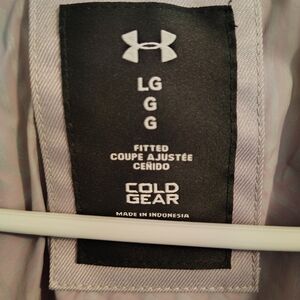 LG
G
G
FITTED
COUPE AJUSTÉE
CEÑIDO
COLD
GEAR
MADE IN INDONESIA